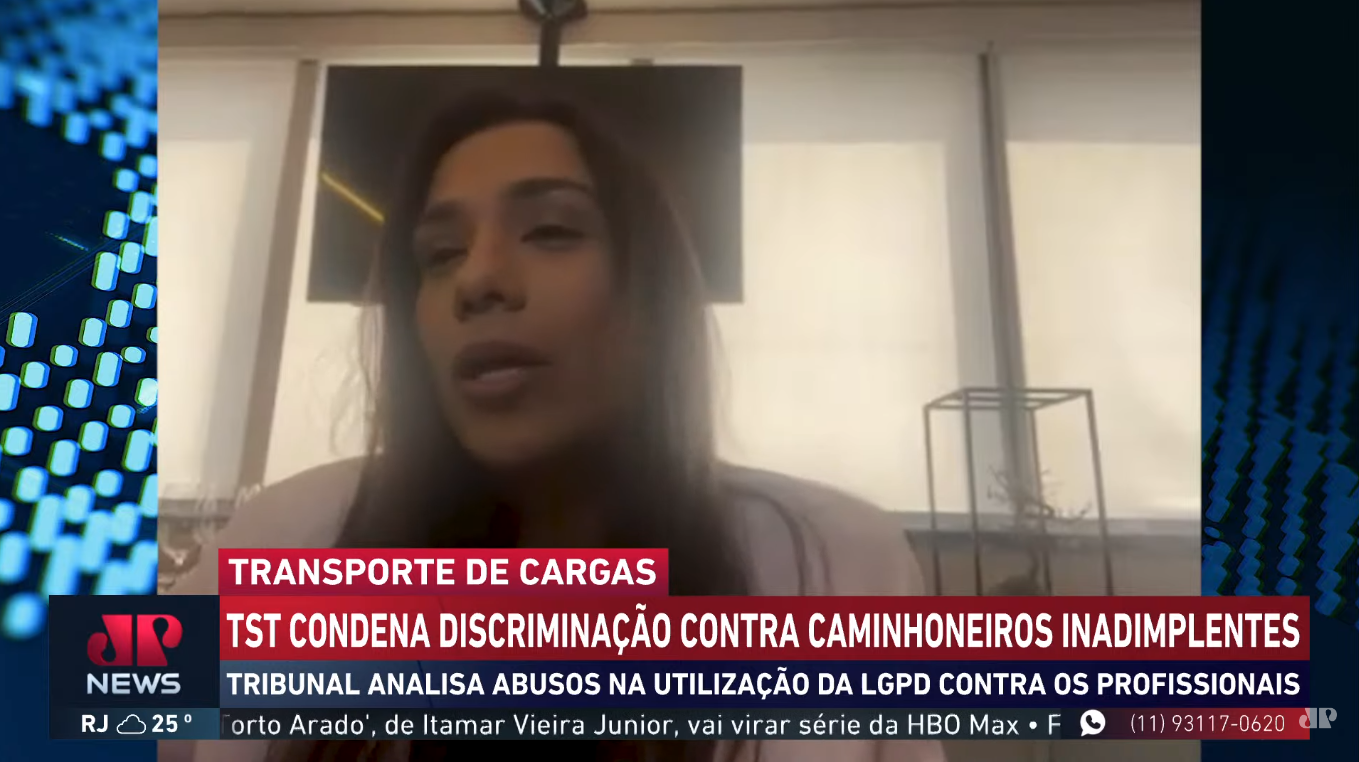 TRANSPORTE DE CARGAS
TST CONDENA DISCRIMINAÇÃO CONTRA CAMINHONEIROS INADIMPLENTES
JP
NEWS
TRIBUNAL ANALISA ABUSOS NA UTILIZAÇÃO DA LGPD CONTRA OS PROFISSIONAIS
RJ 25° Torto Arado', de Itamar Vieira Junior, vai virar série da HBO Max • F (11) 93117-0620 JP